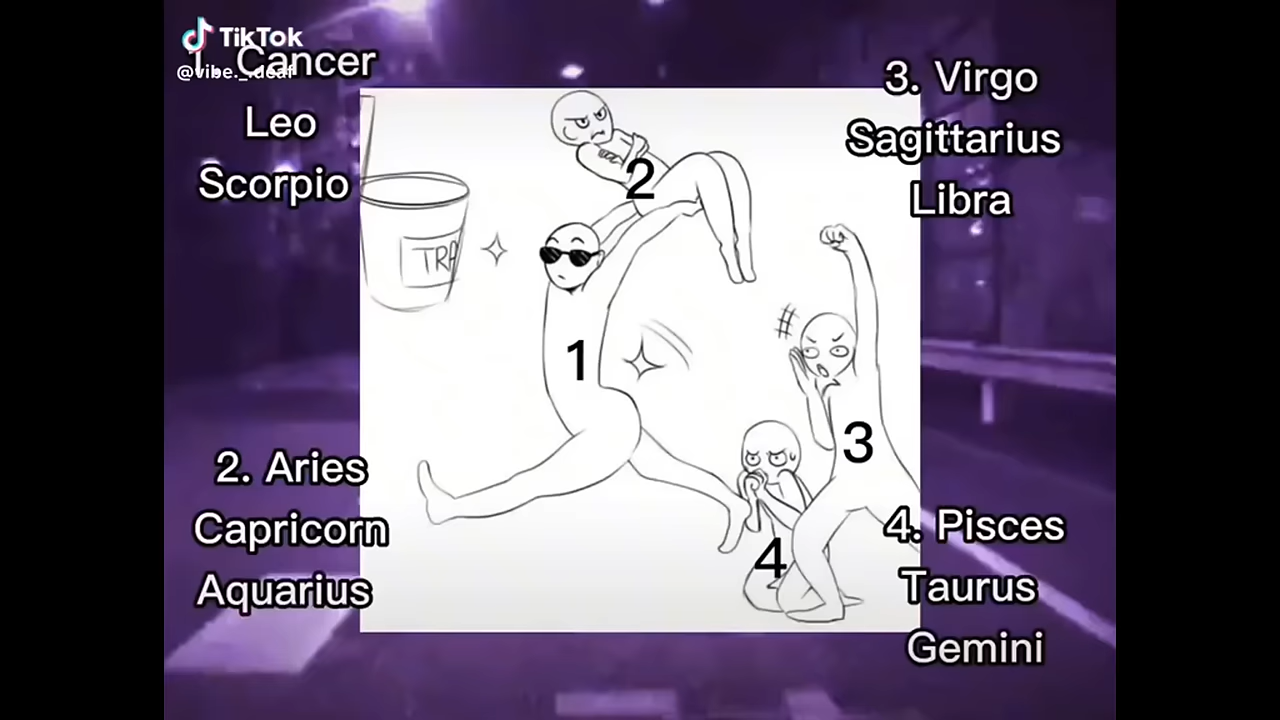 TikTok
1. Cancer
Leo
Scorpio
3. Virgo
Sagittarius
Libra
TRA
2
1
3
4
2. Aries
Capricorn
Aquarius
4. Pisces
Taurus
Gemini